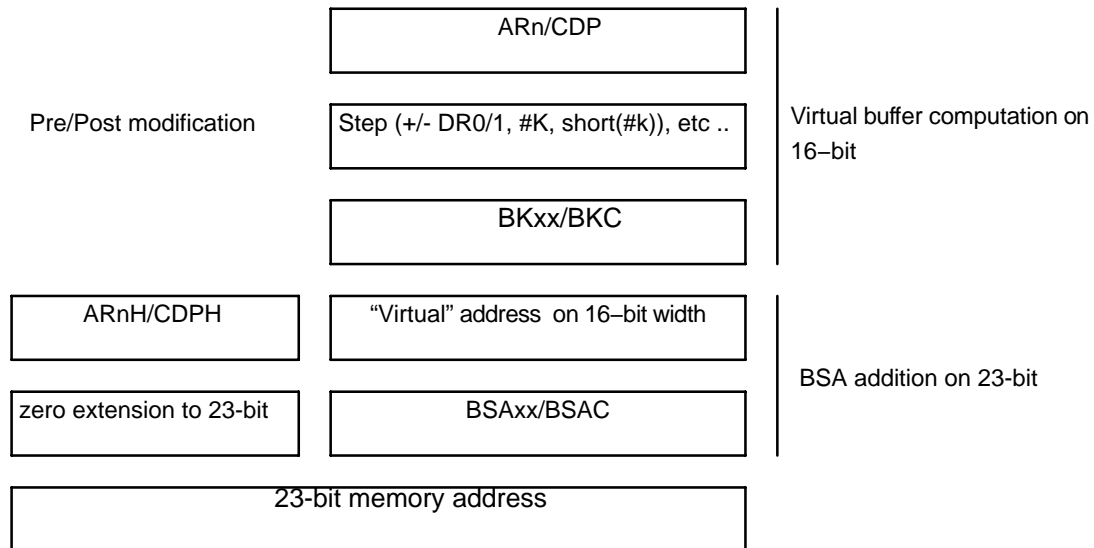 ARn/CDP
Pre/Post modification
Step (+/- DR0/1, #K, short(#k)), etc ..
Virtual buffer computation on
16–bit
BKxx/BKC
ARnH/CDPH
“Virtual” address on 16–bit width
BSA addition on 23-bit
zero extension to 23-bit
BSAxx/BSAC
23-bit memory address